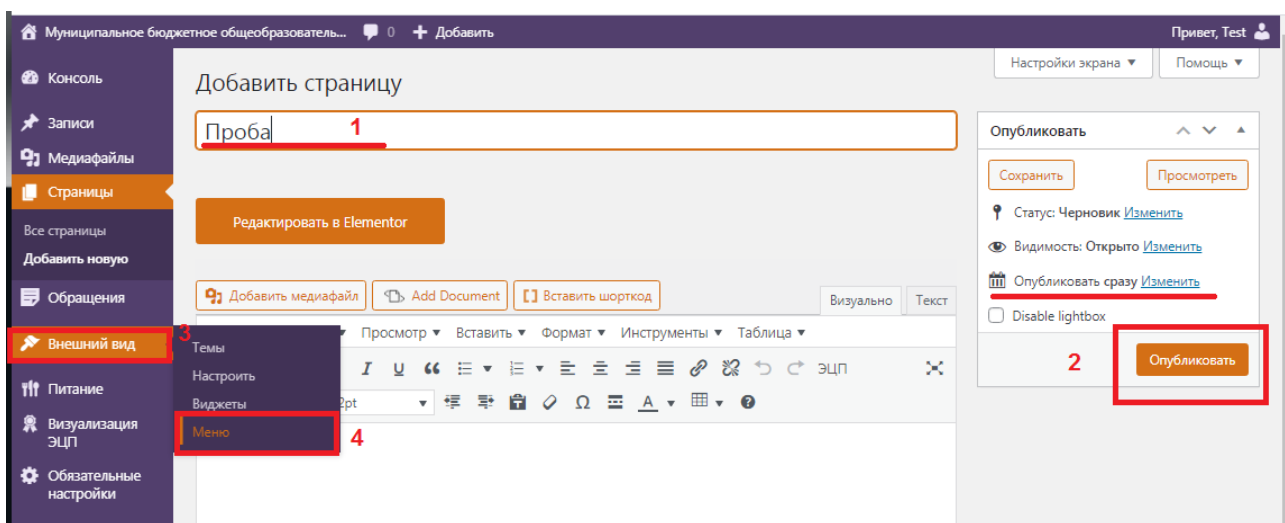 Муниципальное бюджетное общеобразователь... 0 + Добавить Привет, Test
Настройки экрана ▼ Помощь ▼
Консоль
Записи
Медиафайлы
Страницы
Все страницы
Добавить новую
Обращения
Внешний вид
3
Питание
Визуализация
ЭЦП
Обязательные
настройки
Темы
Настроить
Виджеты
Меню
4
Добавить страницу
Проба 1
Редактировать в Elementor
Добавить медиафайл Add Document [ ] Вставить шорткод
Визуально Текст
Просмотр ▼ Вставить ▼ Формат ▼ Инструменты ▼ Таблица ▼
I U ЭЦП
2pt Ω A
Опубликовать
Сохранить Просмотреть
Статус: Черновик Изменить
Видимость: Открыто Изменить
Опубликовать сразу Изменить
Disable lightbox
2 Опубликовать